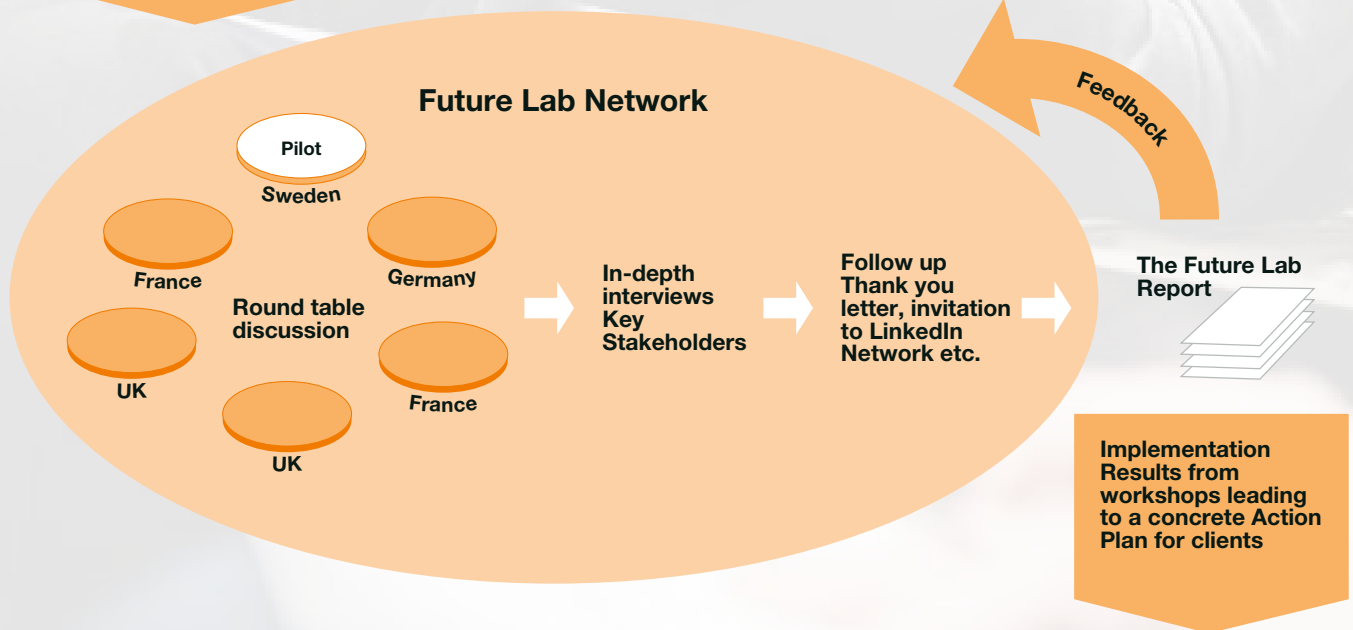 Future Lab Network
Feedback
Pilot
Sweden
France
Germany
Round table
discussion
UK
France
UK
In-depth
interviews
Key
Stakeholders
Follow up
Thank you
letter, invitation
to LinkedIn
Network etc.
The Future Lab
Report
Implementation
Results from
workshops leading
to a concrete Action
Plan for clients